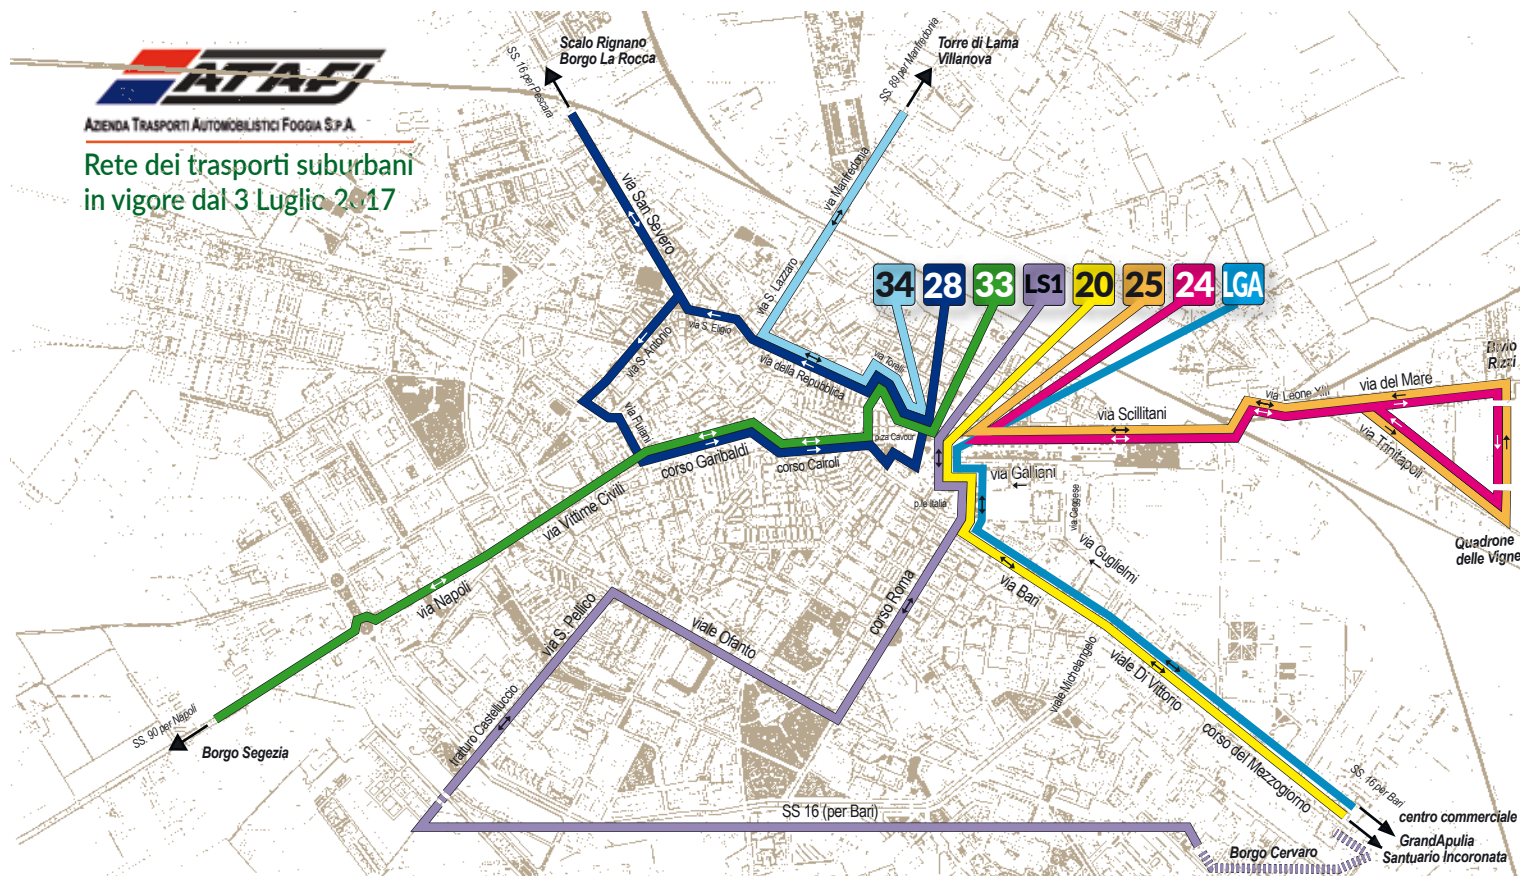 ATAF
AZIENDA TRASPORTI AUTOMOBILISTICI FOGGIA S.P.A.
Rete dei trasporti suburbani
in vigore dal 3 Luglio 2017
SS. 16 per Pescara
Scalo Rignano
Borgo La Rocca
SS. 89 per Manfredonia
Torre di Lama
Villanova
via San Severo
via Manfredonia
via S. Lazzaro
34
28
33
LS1
20
25
24
LGA
via S. Eligio
via S. Antonio
via della Repubblica
via Torelli
via Fuiani
p.za Cavour
corso Garibaldi
corso Cairoli
via Scillitani
via Leone XIII
via del Mare
Bivio
Rizzi
via Trinitapoli
Quadrone
delle Vigne
via Galliani
p.le Italia
via Caggese
via Guglielmi
via Vittime Civili
via Napoli
SS. 90 per Napoli
Borgo Segezia
via S. Pellico
viale Ofanto
corso Roma
via Bari
viale Michelangelo
viale Di Vittorio
corso del Mezzogiorno
tratturo Castelluccio
SS 16 (per Bari)
SS. 16 per Bari
centro commerciale
GrandApulia
Santuario Incoronata
Borgo Cervaro